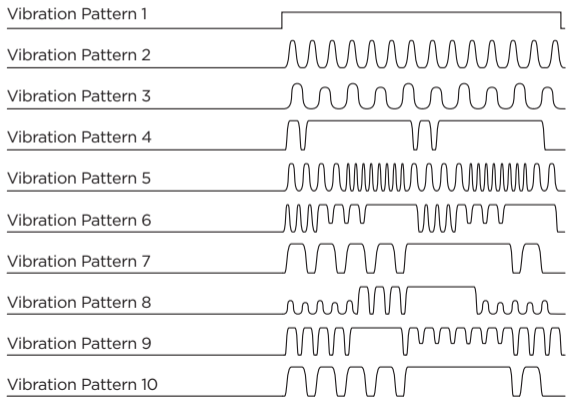 Vibration Pattern 1
Vibration Pattern 2
Vibration Pattern 3
Vibration Pattern 4
Vibration Pattern 5
Vibration Pattern 6
Vibration Pattern 7
Vibration Pattern 8
Vibration Pattern 9
Vibration Pattern 10